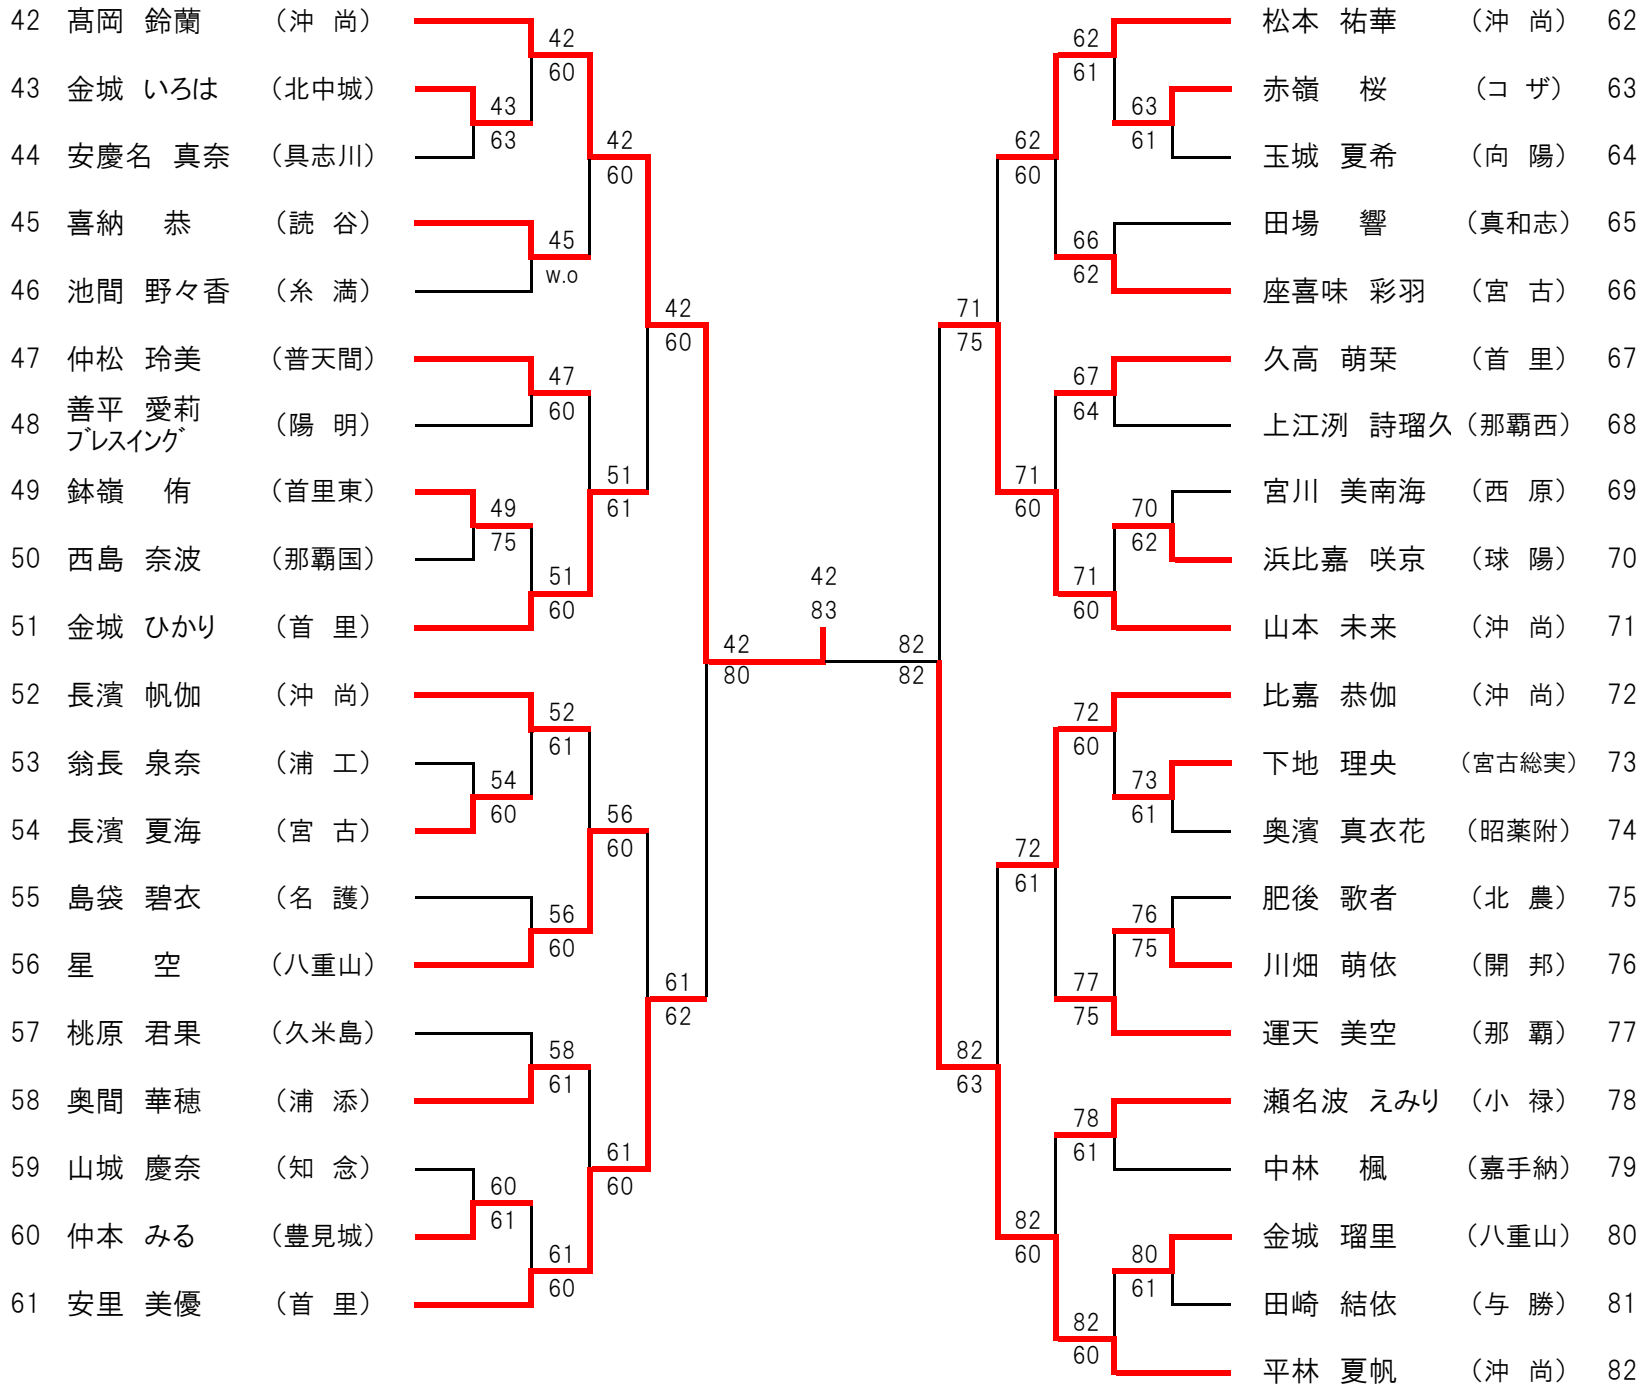 42 髙岡 鈴蘭 （沖 尚）
43 金城 いろは （北中城）
44 安慶名 真奈 （具志川）
45 喜納 恭 （読 谷）
46 池間 野々香 （糸 満）
47 仲松 玲美 （普天間）
48 善平 愛莉 （陽 明）
ブレスイング
49 鉢嶺 侑 （首里東）
50 西島 奈波 （那覇国）
51 金城 ひかり （首 里）
52 長濱 帆伽 （沖 尚）
53 翁長 泉奈 （浦 工）
54 長濱 夏海 （宮 古）
55 島袋 碧衣 （名 護）
56 星 空 （八重山）
57 桃原 君果 （久米島）
58 奥間 華穂 （浦 添）
59 山城 慶奈 （知 念）
60 仲本 みる （豊見城）
61 安里 美優 （首 里）
43
63
49
75
54
60
60
61
42
60
45
w.o
47
60
51
60
52
61
56
60
58
61
61
60
42
60
51
61
56
60
61
60
42
60
61
62
42
80
42
83
82
82
71
75
82
63
62
60
71
60
72
61
82
60
62
61
66
62
67
64
71
60
72
60
77
75
78
61
82
60
63
61
70
62
73
61
76
75
80
61
松本 祐華 （沖 尚） 62
赤嶺 桜 （コ ザ） 63
玉城 夏希 （向 陽） 64
田場 響 （真和志） 65
座喜味 彩羽 （宮 古） 66
久高 萌栞 （首 里） 67
上江洌 詩瑠久 （那覇西） 68
宮川 美南海 （西 原） 69
浜比嘉 咲京 （球 陽） 70
山本 未来 （沖 尚） 71
比嘉 恭伽 （沖 尚） 72
下地 理央 （宮古総実） 73
奥濱 真衣花 （昭薬附） 74
肥後 歌者 （北 農） 75
川畑 萌依 （開 邦） 76
運天 美空 （那 覇） 77
瀬名波 えみり （小 禄） 78
中林 楓 （嘉手納） 79
金城 瑠里 （八重山） 80
田崎 結依 （与 勝） 81
平林 夏帆 （沖 尚） 82